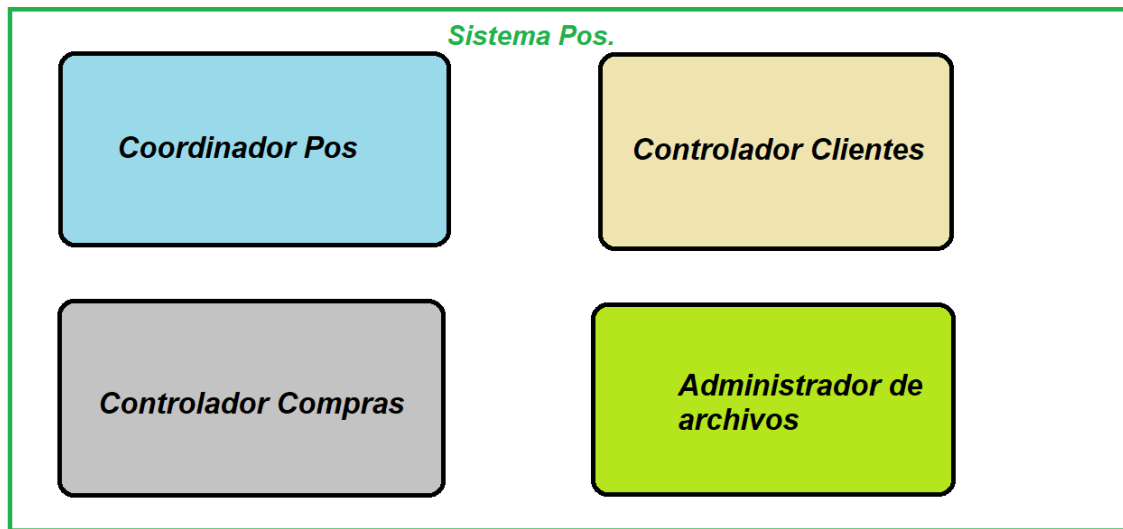 Sistema Pos.
Coordinador Pos
Controlador Clientes
Controlador Compras
Administrador de
archivos